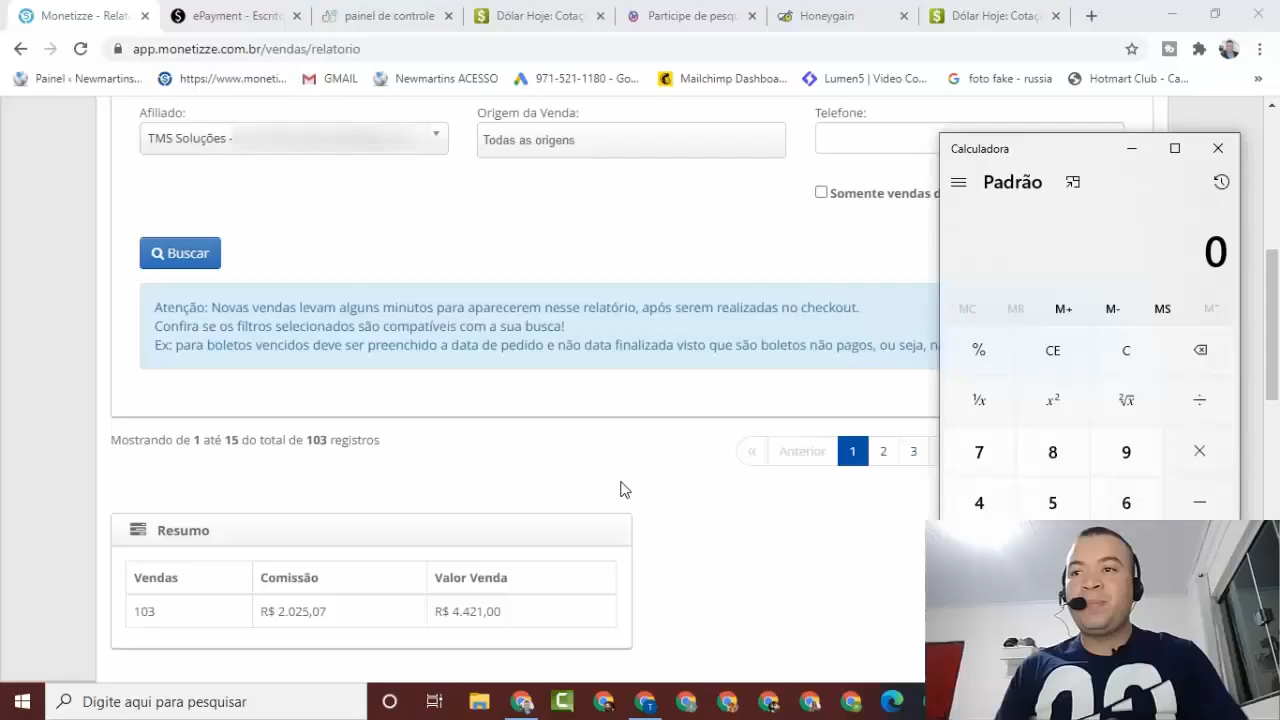 Monetizze - Relat
ePayment - Escrit
painel de controle
Dólar Hoje: Cotaç
Participe de pesq
Honeygain
Dólar Hoje: Cotaç
app.monetizze.com.br/vendas/relatorio
Painel ‹ Newmartins...
https://www.moneti...
GMAIL
Newmartins ACESSO
971-521-1180 - Go...
Mailchimp Dashboa...
Lumen5 | Video Co...
foto fake - russia
Hotmart Club - Ca...
»
Afiliado:
Origem da Venda:
Telefone:
TMS Soluções -
Todas as origens
Somente vendas d
Buscar
Atenção: Novas vendas levam alguns minutos para aparecerem nesse relatório, após serem realizadas no checkout.
Confira se os filtros selecionados são compatíveis com a sua busca!
Ex: para boletos vencidos deve ser preenchido a data de pedido e não data finalizada visto que são boletos não pagos, ou seja, n
Mostrando de 1 até 15 do total de 103 registros
« Anterior 1 2 3
Resumo
Vendas Comissão Valor Venda
103 R$ 2.025,07 R$ 4.421,00
Calculadora
Padrão
0
MC MR M+ M- MS
% CE C
¹/x x² ²√x ÷
7 8 9 ×
4 5 6 −
Digite aqui para pesquisar